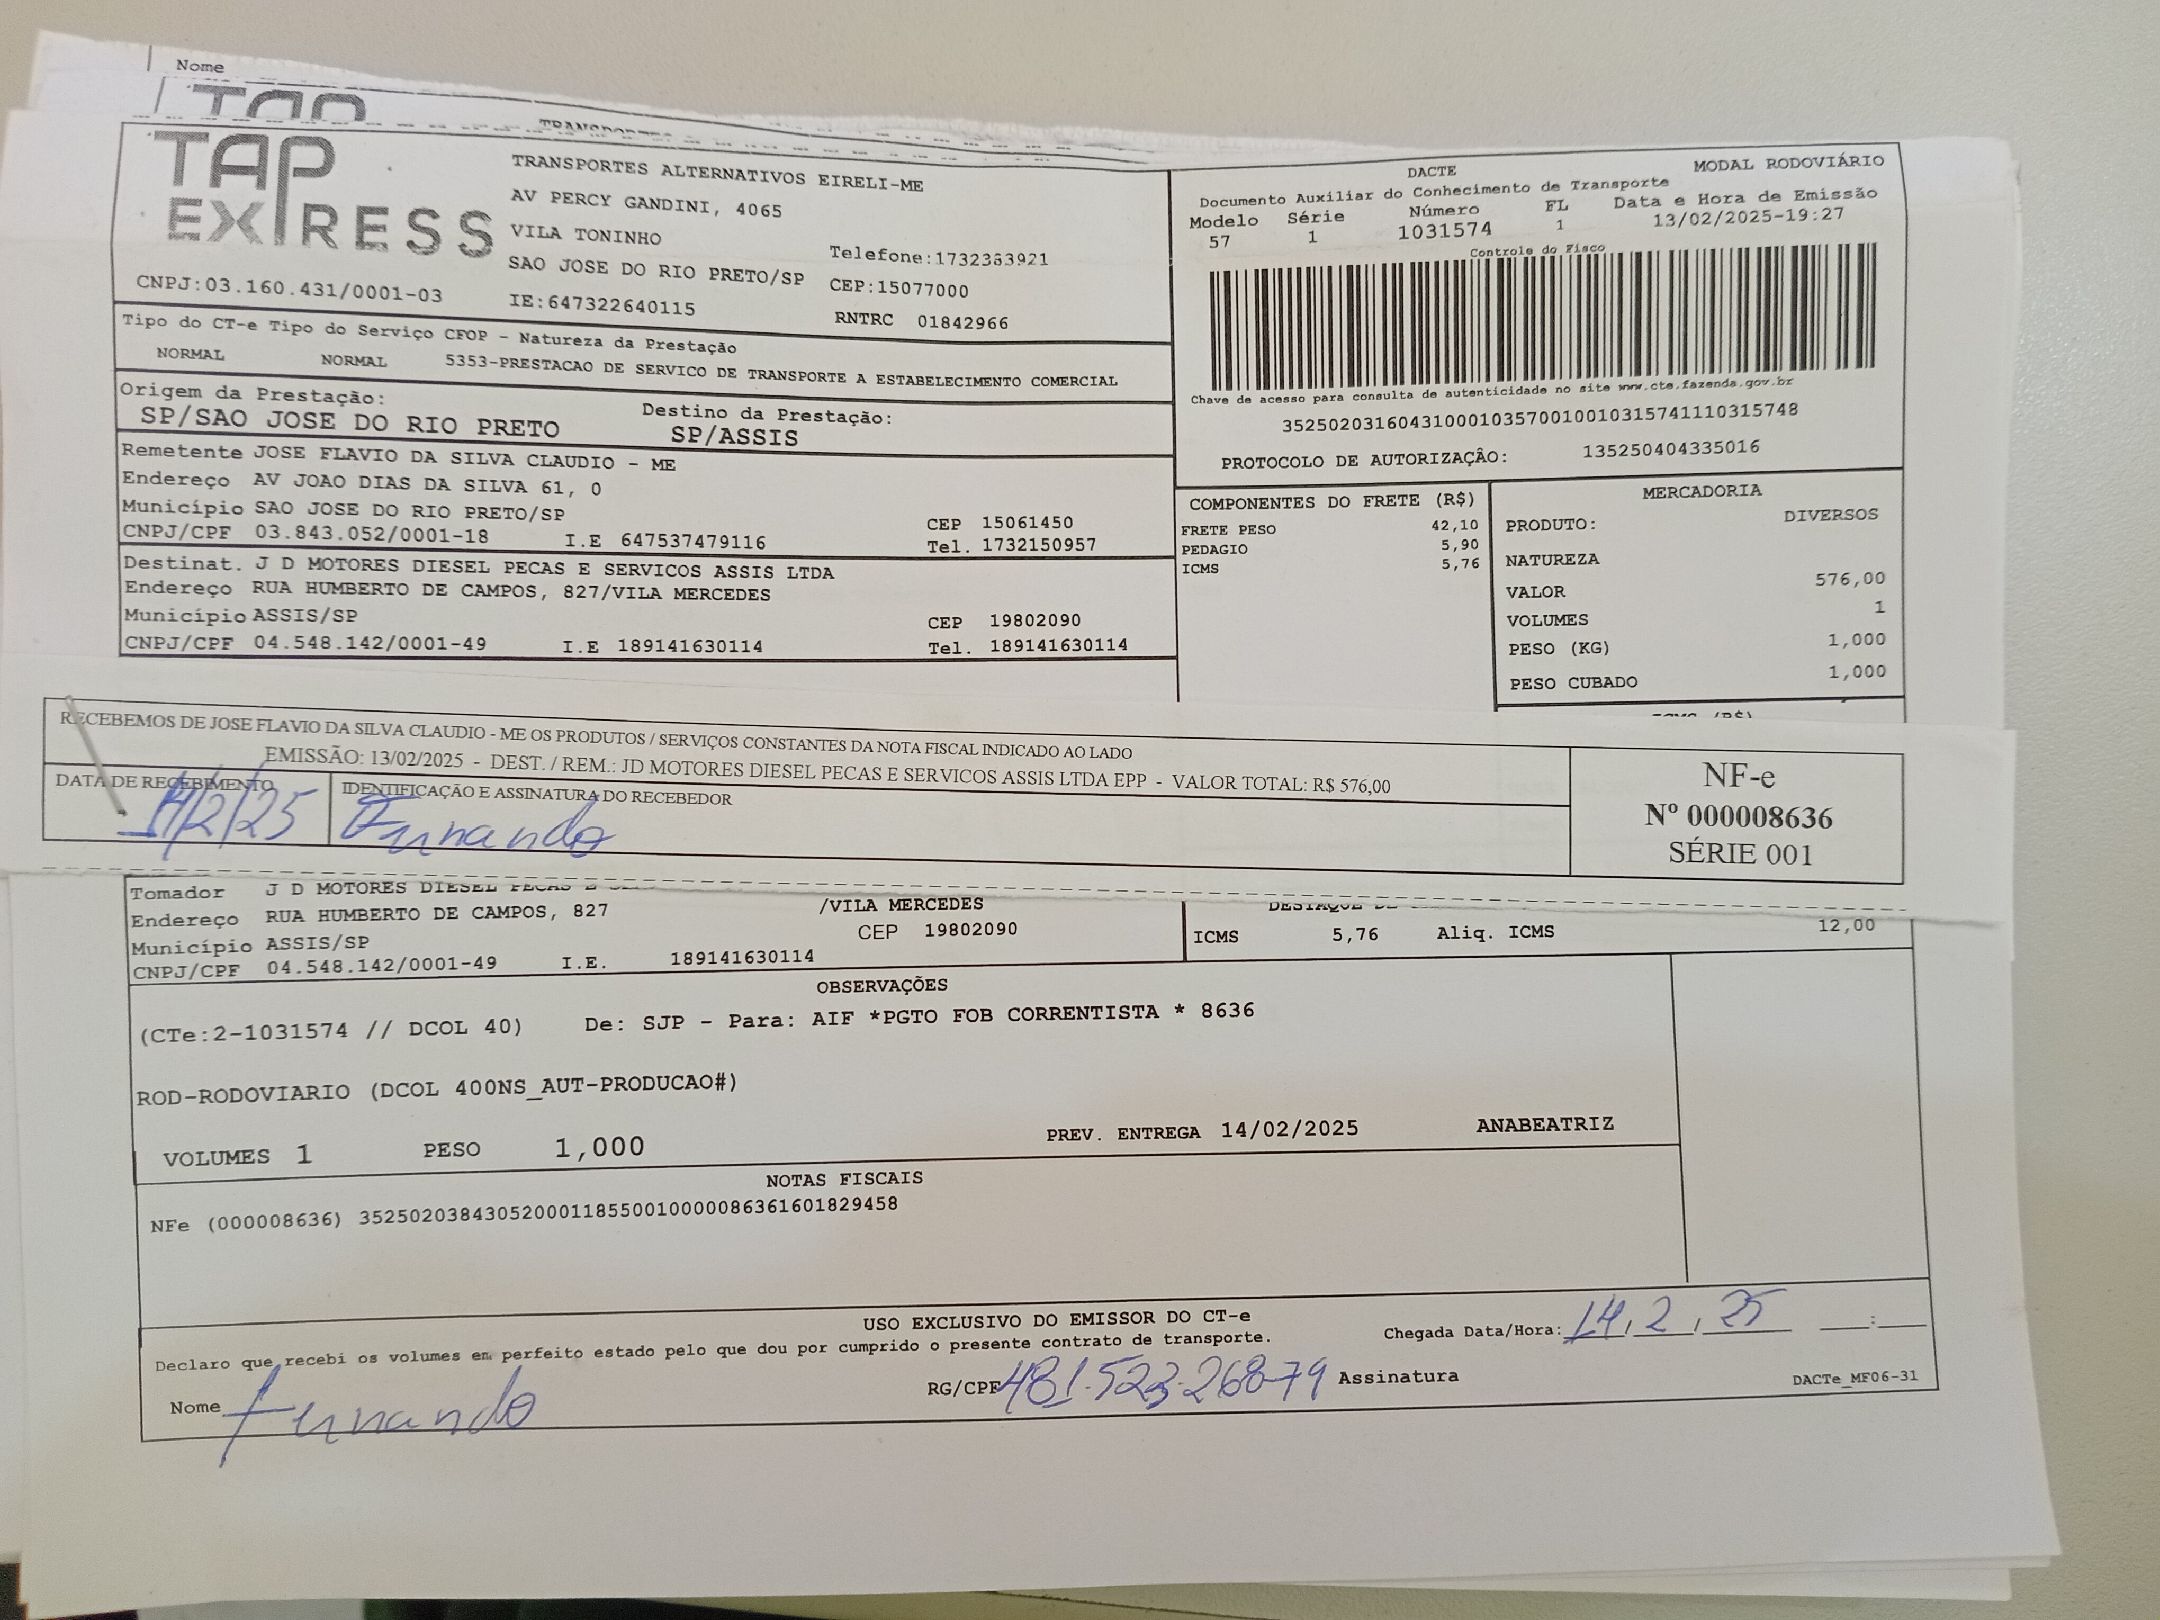 Nome
TAP
TAP EXPRESS
TRANSPORTES ALTERNATIVOS EIRELI-ME
AV PERCY GANDINI, 4065
VILA TONINHO
SAO JOSE DO RIO PRETO/SP
Telefone:1732333921
CEP:15077000
CNPJ:03.160.431/0001-03
IE:647322640115
RNTRC 01842966
DACTE MODAL RODOVIÁRIO
Documento Auxiliar do Conhecimento de Transporte
Modelo Série Número FL Data e Hora de Emissão
57 1 1031574 1 13/02/2025-19:27
Controle do Fisco
Chave de acesso para consulta de autenticidade no site www.cte.fazenda.gov.br
35250203160431000103570010010315741110315748
PROTOCOLO DE AUTORIZAÇÂO: 135250404335016
Tipo do CT-e Tipo do Serviço CFOP - Natureza da Prestação
NORMAL NORMAL 5353-PRESTACAO DE SERVICO DE TRANSPORTE A ESTABELECIMENTO COMERCIAL
Origem da Prestação: Destino da Prestação:
SP/SAO JOSE DO RIO PRETO SP/ASSIS
Remetente JOSE FLAVIO DA SILVA CLAUDIO - ME
Endereço AV JOAO DIAS DA SILVA 61, 0
Município SAO JOSE DO RIO PRETO/SP CEP 15061450
CNPJ/CPF 03.843.052/0001-18 I.E 647537479116 Tel. 1732150957
Destinat. J D MOTORES DIESEL PECAS E SERVICOS ASSIS LTDA
Endereço RUA HUMBERTO DE CAMPOS, 827/VILA MERCEDES
Município ASSIS/SP CEP 19802090
CNPJ/CPF 04.548.142/0001-49 I.E 189141630114 Tel. 189141630114
COMPONENTES DO FRETE (R$)
FRETE PESO 42,10
PEDAGIO 5,90
ICMS 5,76
MERCADORIA
PRODUTO: DIVERSOS
NATUREZA
VALOR 576,00
VOLUMES 1
PESO (KG) 1,000
PESO CUBADO 1,000
RECEBEMOS DE JOSE FLAVIO DA SILVA CLAUDIO - ME OS PRODUTOS / SERVIÇOS CONSTANTES DA NOTA FISCAL INDICADO AO LADO
EMISSÃO: 13/02/2025 - DEST. / REM.: JD MOTORES DIESEL PECAS E SERVICOS ASSIS LTDA EPP - VALOR TOTAL: R$ 576,00
DATA DE RECEBIMENTO IDENTIFICAÇÃO E ASSINATURA DO RECEBEDOR
14/2/25 Fernando
NF-e
Nº 000008636
SÉRIE 001
Tomador J D MOTORES DIESEL PECAS E
Endereço RUA HUMBERTO DE CAMPOS, 827 /VILA MERCEDES
Município ASSIS/SP CEP 19802090
CNPJ/CPF 04.548.142/0001-49 I.E. 189141630114
ICMS 5,76 Aliq. ICMS 12,00
OBSERVAÇÕES
(CTe:2-1031574 // DCOL 40) De: SJP - Para: AIF *PGTO FOB CORRENTISTA * 8636
ROD-RODOVIARIO (DCOL 400NS_AUT-PRODUCAO#)
VOLUMES 1 PESO 1,000 PREV. ENTREGA 14/02/2025 ANABEATRIZ
NOTAS FISCAIS
NFe (000008636) 35250203843052000118550010000086361601829458
USO EXCLUSIVO DO EMISSOR DO CT-e
Declaro que recebi os volumes em perfeito estado pelo que dou por cumprido o presente contrato de transporte. Chegada Data/Hora: 14, 2, 25 :
Nome Fernando RG/CPF 481.523.268-79 Assinatura DACTe_MF06-31